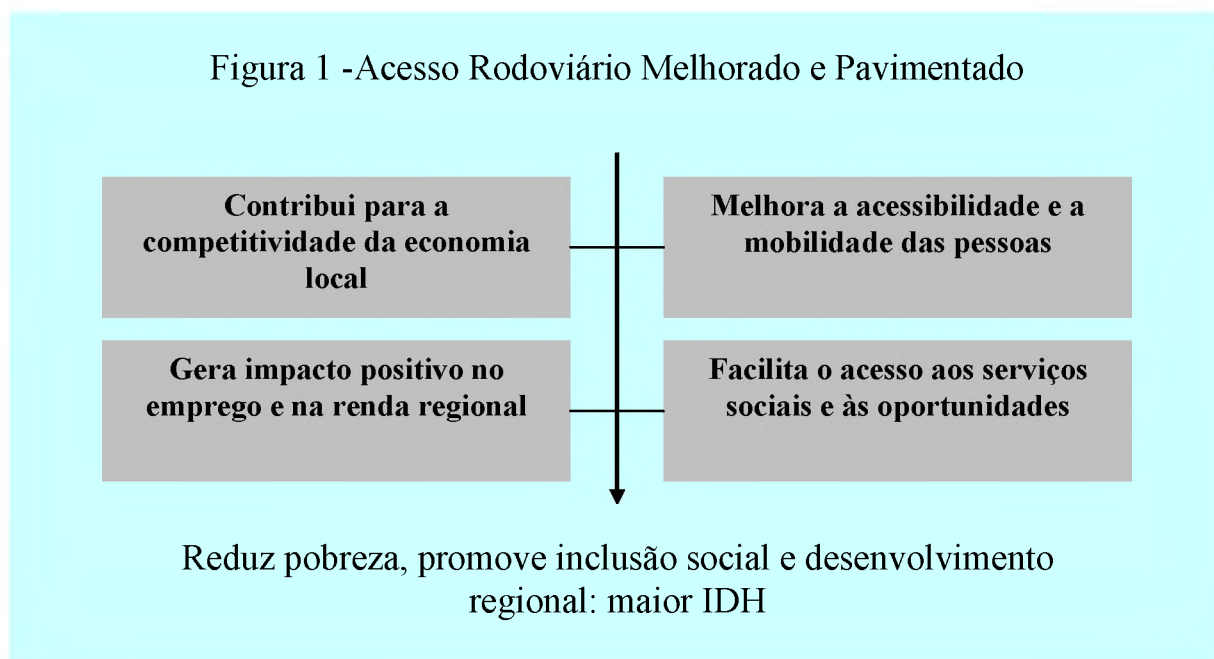 Figura 1 -Acesso Rodoviário Melhorado e Pavimentado
Contribui para a
competitividade da economia
local
Melhora a acessibilidade e a
mobilidade das pessoas
Gera impacto positivo no
emprego e na renda regional
Facilita o acesso aos serviços
sociais e às oportunidades
Reduz pobreza, promove inclusão social e desenvolvimento
regional: maior IDH